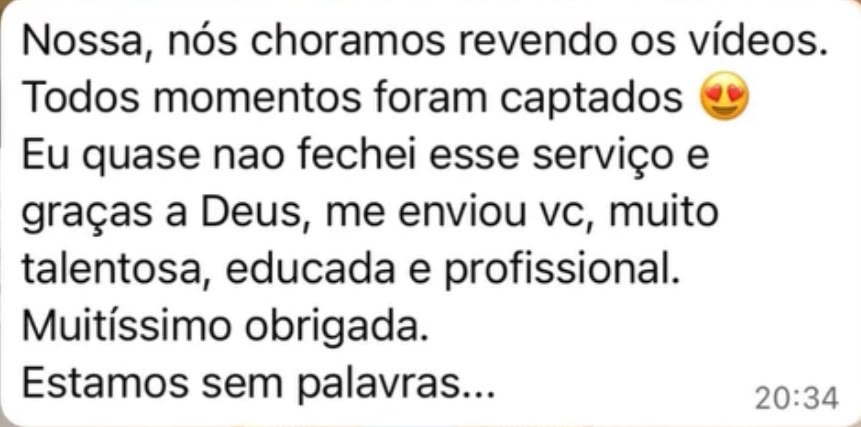 Nossa, nós choramos revendo os vídeos.
Todos momentos foram captados 😍
Eu quase nao fechei esse serviço e
graças a Deus, me enviou vc, muito
talentosa, educada e profissional.
Muitíssimo obrigada.
Estamos sem palavras...
20:34